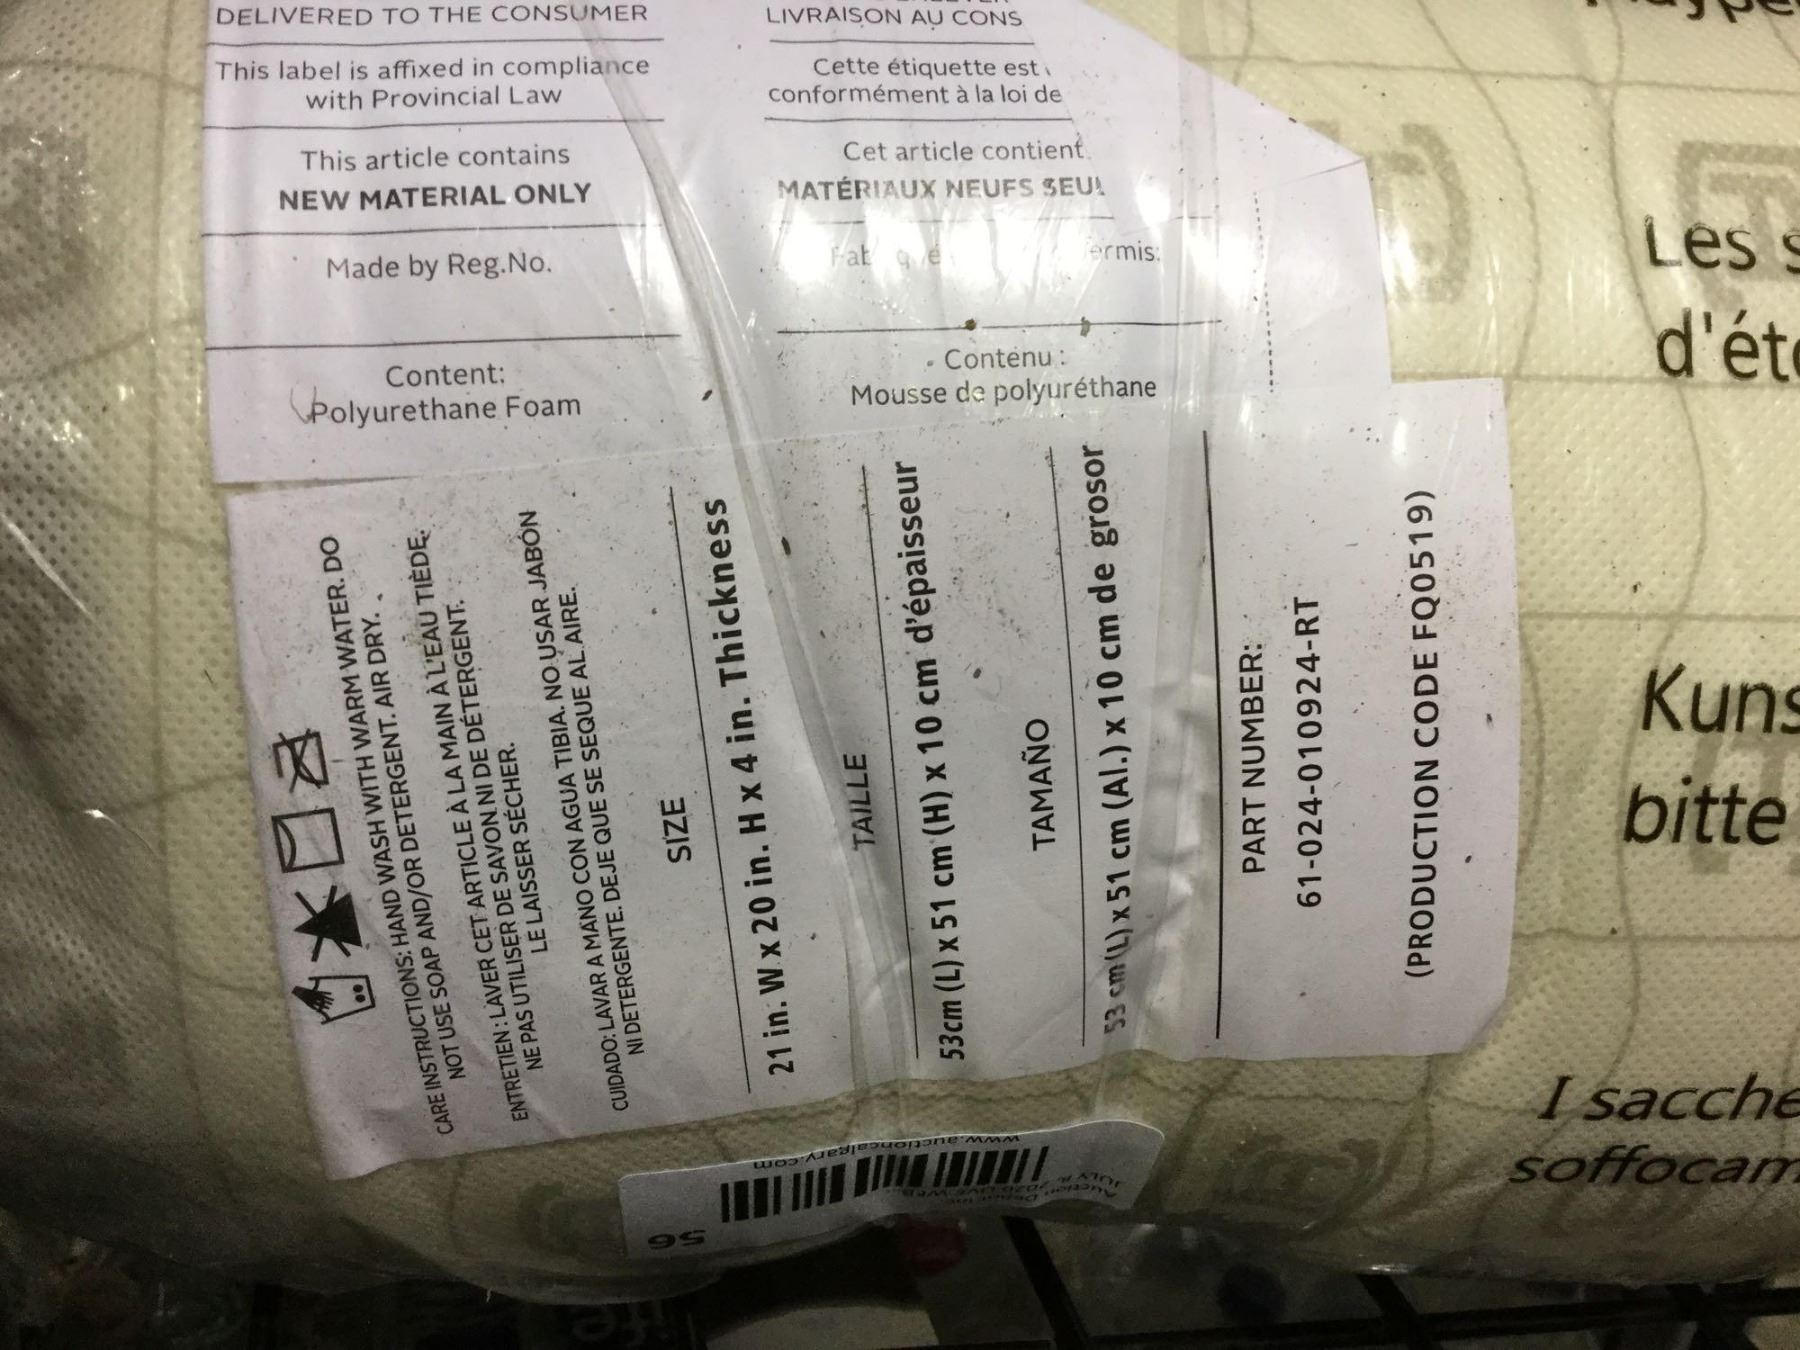 DELIVERED TO THE CONSUMER
This label is affixed in compliance
with Provincial Law
This article contains
NEW MATERIAL ONLY
Made by Reg.No.
Content:
Polyurethane Foam
LIVRAISON AU CONS
Cette étiquette est
conformément à la loi de
Cet article contient
MATÉRIAUX NEUFS SEUL
ermis:
Contenu :
Mousse de polyuréthane
CARE INSTRUCTIONS: HAND WASH WITH WARM WATER. DO
NOT USE SOAP AND/OR DETERGENT. AIR DRY.
ENTRETIEN : LAVER CET ARTICLE À LA MAIN À L'EAU TIÈDE.
NE PAS UTILISER DE SAVON NI DE DÉTERGENT.
LE LAISSER SÉCHER.
CUIDADO: LAVAR A MANO CON AGUA TIBIA. NO USAR JABÓN
NI DETERGENTE. DEJE QUE SE SEQUE AL AIRE.
SIZE
21 in. W x 20 in. H x 4 in. Thickness
TAILLE
53cm (L) x 51 cm (H) x 10 cm d'épaisseur
TAMAÑO
53 cm (L) x 51 cm (Al.) x 10 cm de grosor
PART NUMBER:
61-024-010924-RT
(PRODUCTION CODE FQ0519)
Les s
d'éto
Kuns
bitte
I sacche
soffocam
56
www.auctioncalgary.com